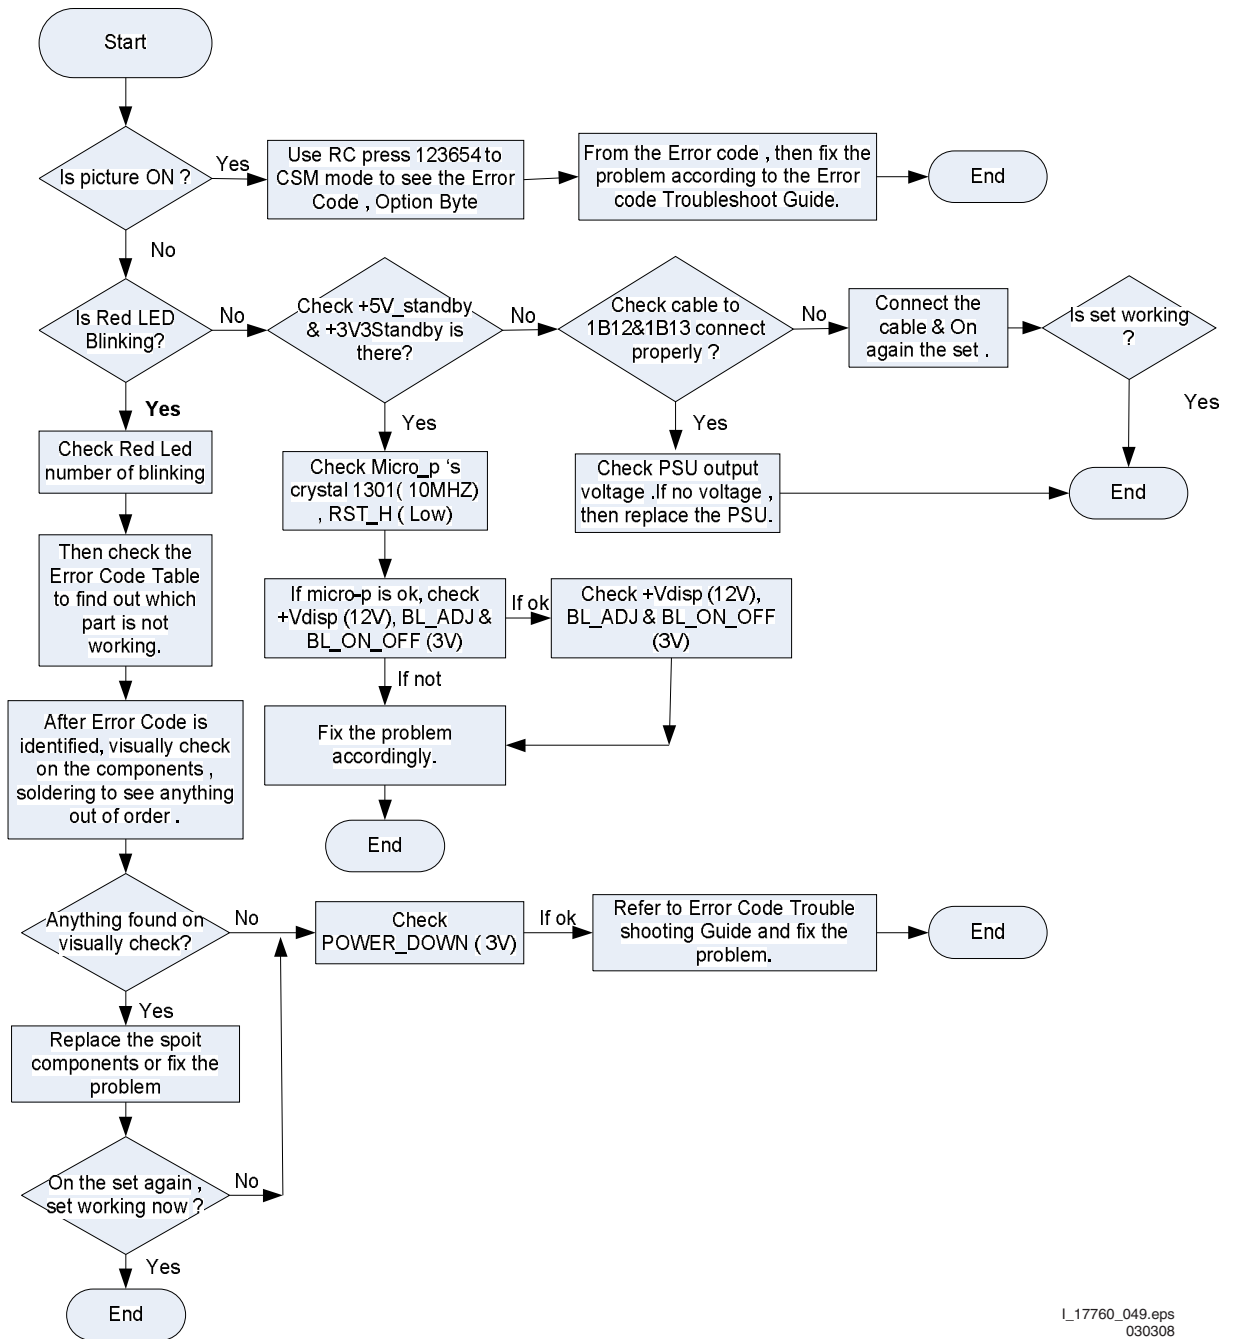 Start
Is picture ON ?
Yes
Use RC press 123654 to
CSM mode to see the Error
Code , Option Byte
From the Error code , then fix the
problem according to the Error
code Troubleshoot Guide.
End
No
Is Red LED
Blinking?
No
Check +5V_standby
& +3V3Standby is
there?
No
Check cable to
1B12&1B13 connect
properly ?
No
Connect the
cable & On
again the set .
Is set working
?
Yes
Yes
Yes
Yes
Check Red Led
number of blinking
Check Micro_p ‘s
crystal 1301( 10MHZ)
, RST_H ( Low)
Check PSU output
voltage .If no voltage ,
then replace the PSU.
End
Then check the
Error Code Table
to find out which
part is not
working.
If micro-p is ok, check
+Vdisp (12V), BL_ADJ &
BL_ON_OFF (3V)
If ok
Check +Vdisp (12V),
BL_ADJ & BL_ON_OFF
(3V)
If not
After Error Code is
identified, visually check
on the components ,
soldering to see anything
out of order .
Fix the problem
accordingly.
End
Anything found on
visually check?
No
Check
POWER_DOWN ( 3V)
If ok
Refer to Error Code Trouble
shooting Guide and fix the
problem.
End
Yes
Replace the spoit
components or fix the
problem
On the set again ,
set working now ?
No
Yes
End
I_17760_049.eps
030308